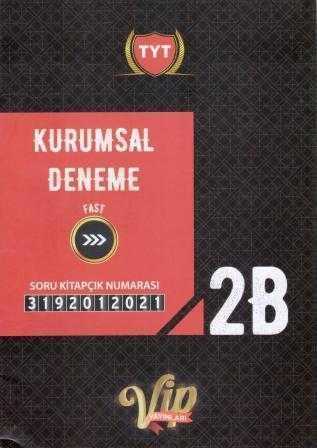 TYT
KURUMSAL
DENEME
FAST
SORU KİTAPÇIK NUMARASI
3192012021
2B
Vip
YAYINLARI